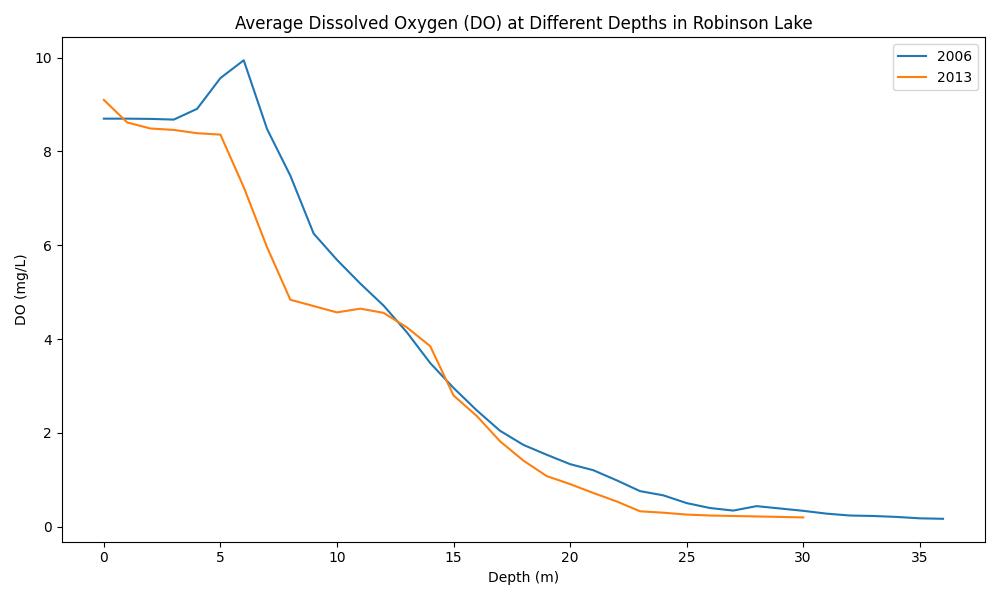 Average Dissolved Oxygen (DO) at Different Depths in Robinson Lake
2006
2013
10
8
6
4
2
0
DO (mg/L)
0 5 10 15 20 25 30 35
Depth (m)